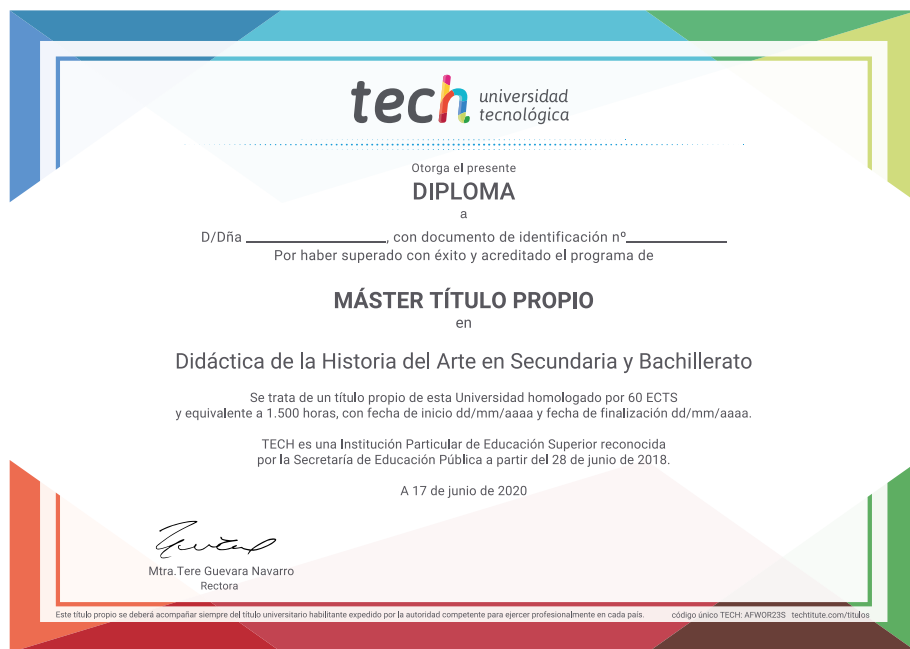 tech universidad
tecnológica
Otorga el presente
DIPLOMA
a
D/Dña ____________, con documento de identificación nº____________
Por haber superado con éxito y acreditado el programa de
MÁSTER TÍTULO PROPIO
en
Didáctica de la Historia del Arte en Secundaria y Bachillerato
Se trata de un título propio de esta Universidad homologado por 60 ECTS
y equivalente a 1.500 horas, con fecha de inicio dd/mm/aaaa y fecha de finalización dd/mm/aaaa.
TECH es una Institución Particular de Educación Superior reconocida
por la Secretaría de Educación Pública a partir del 28 de junio de 2018.
A 17 de junio de 2020
Mtra.Tere Guevara Navarro
Rectora
Este título propio se deberá acompañar siempre del título universitario habilitante expedido por la autoridad competente para ejercer profesionalmente en cada país. código único TECH: AFWOR23S techtitute.com/titulos